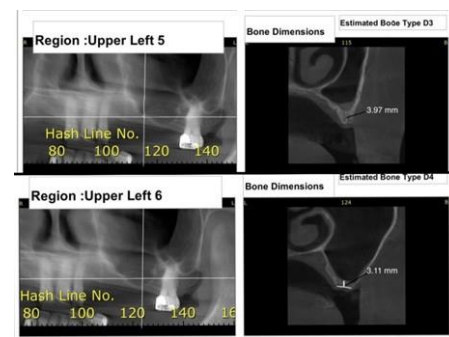 Region :Upper Left 5
Hash Line No.
80 100 120 140
Bone Dimensions
Estimated Bone Type D3
115
3.97 mm
Region :Upper Left 6
Hash Line No.
80 100 120 140 16
Bone Dimensions
Estimated Bone Type D4
124
3.11 mm